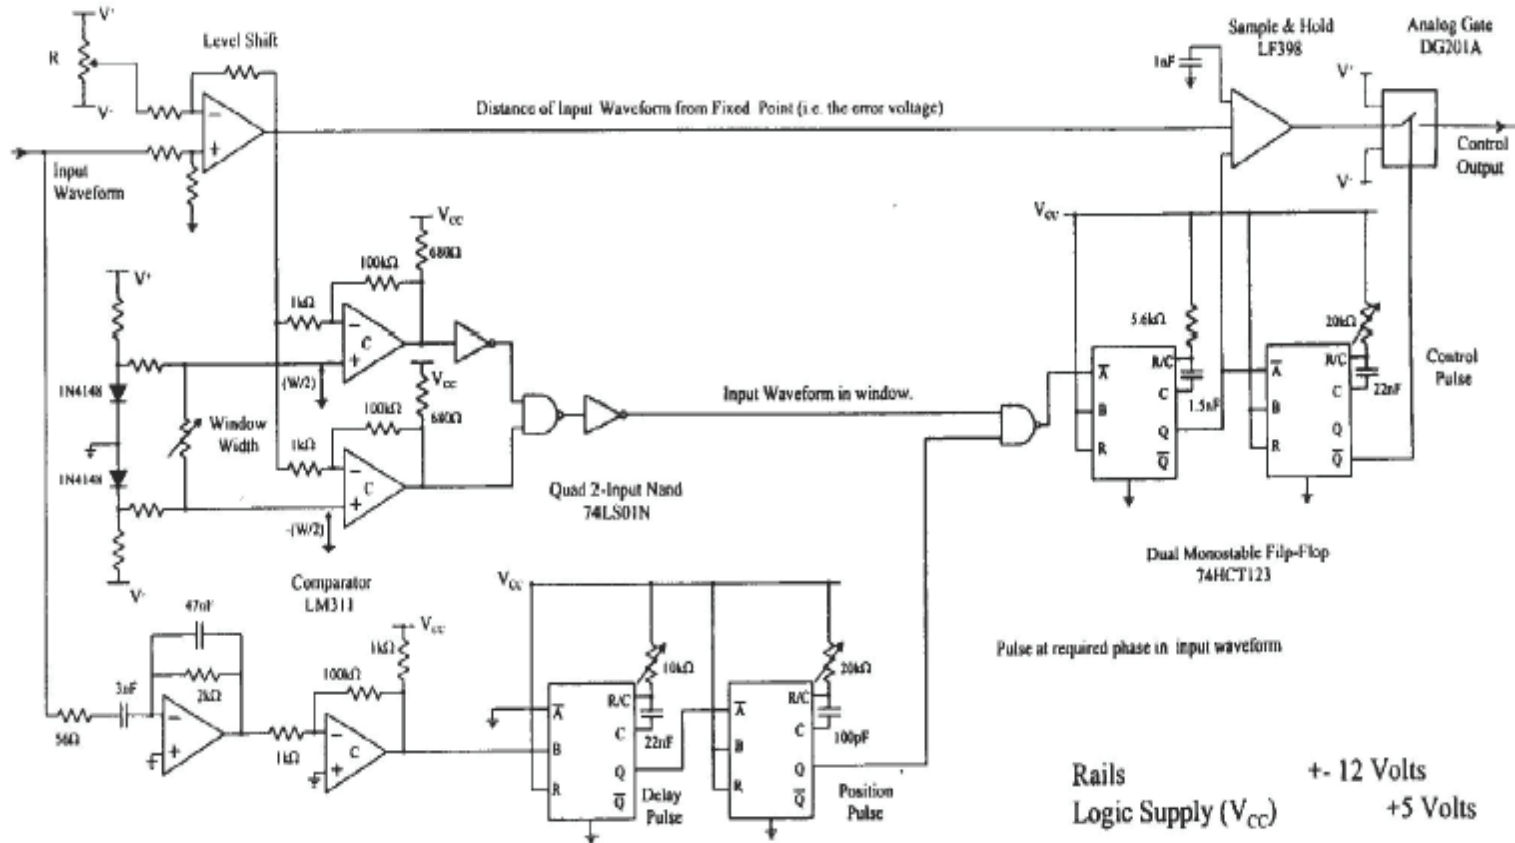 V⁺
R
V⁻
Level Shift
Input
Waveform
Distance of Input Waveform from Fixed Point (i.e. the error voltage)
Sample & Hold
LF398
1nF
Analog Gate
DG201A
V⁺
V⁻
Control
Output
V⁺
1N4148
1N4148
Window
Width
V⁻
V_CC
680Ω
100kΩ
1kΩ
−
C
+
(W/2)
V_CC
680Ω
100kΩ
1kΩ
−
C
+
-(W/2)
Comparator
LM311
Quad 2-Input Nand
74LS01N
Input Waveform in window.
V_CC
5.6kΩ
R/C
A̅
C
1.5nF
B
Q
R
Q̅
20kΩ
R/C
A̅
C
22nF
B
Q
R
Q̅
Control
Pulse
Dual Monostable Filp-Flop
74HCT123
47nF
2kΩ
3nF
56Ω
−
+
1kΩ
100kΩ
1kΩ
V_CC
−
C
+
V_CC
10kΩ
R/C
A̅
C
22nF
B
Q
R
Q̅
Delay
Pulse
20kΩ
R/C
A̅
C
100pF
B
Q
R
Q̅
Position
Pulse
Pulse at required phase in input waveform
Rails +- 12 Volts
Logic Supply (V_CC) +5 Volts